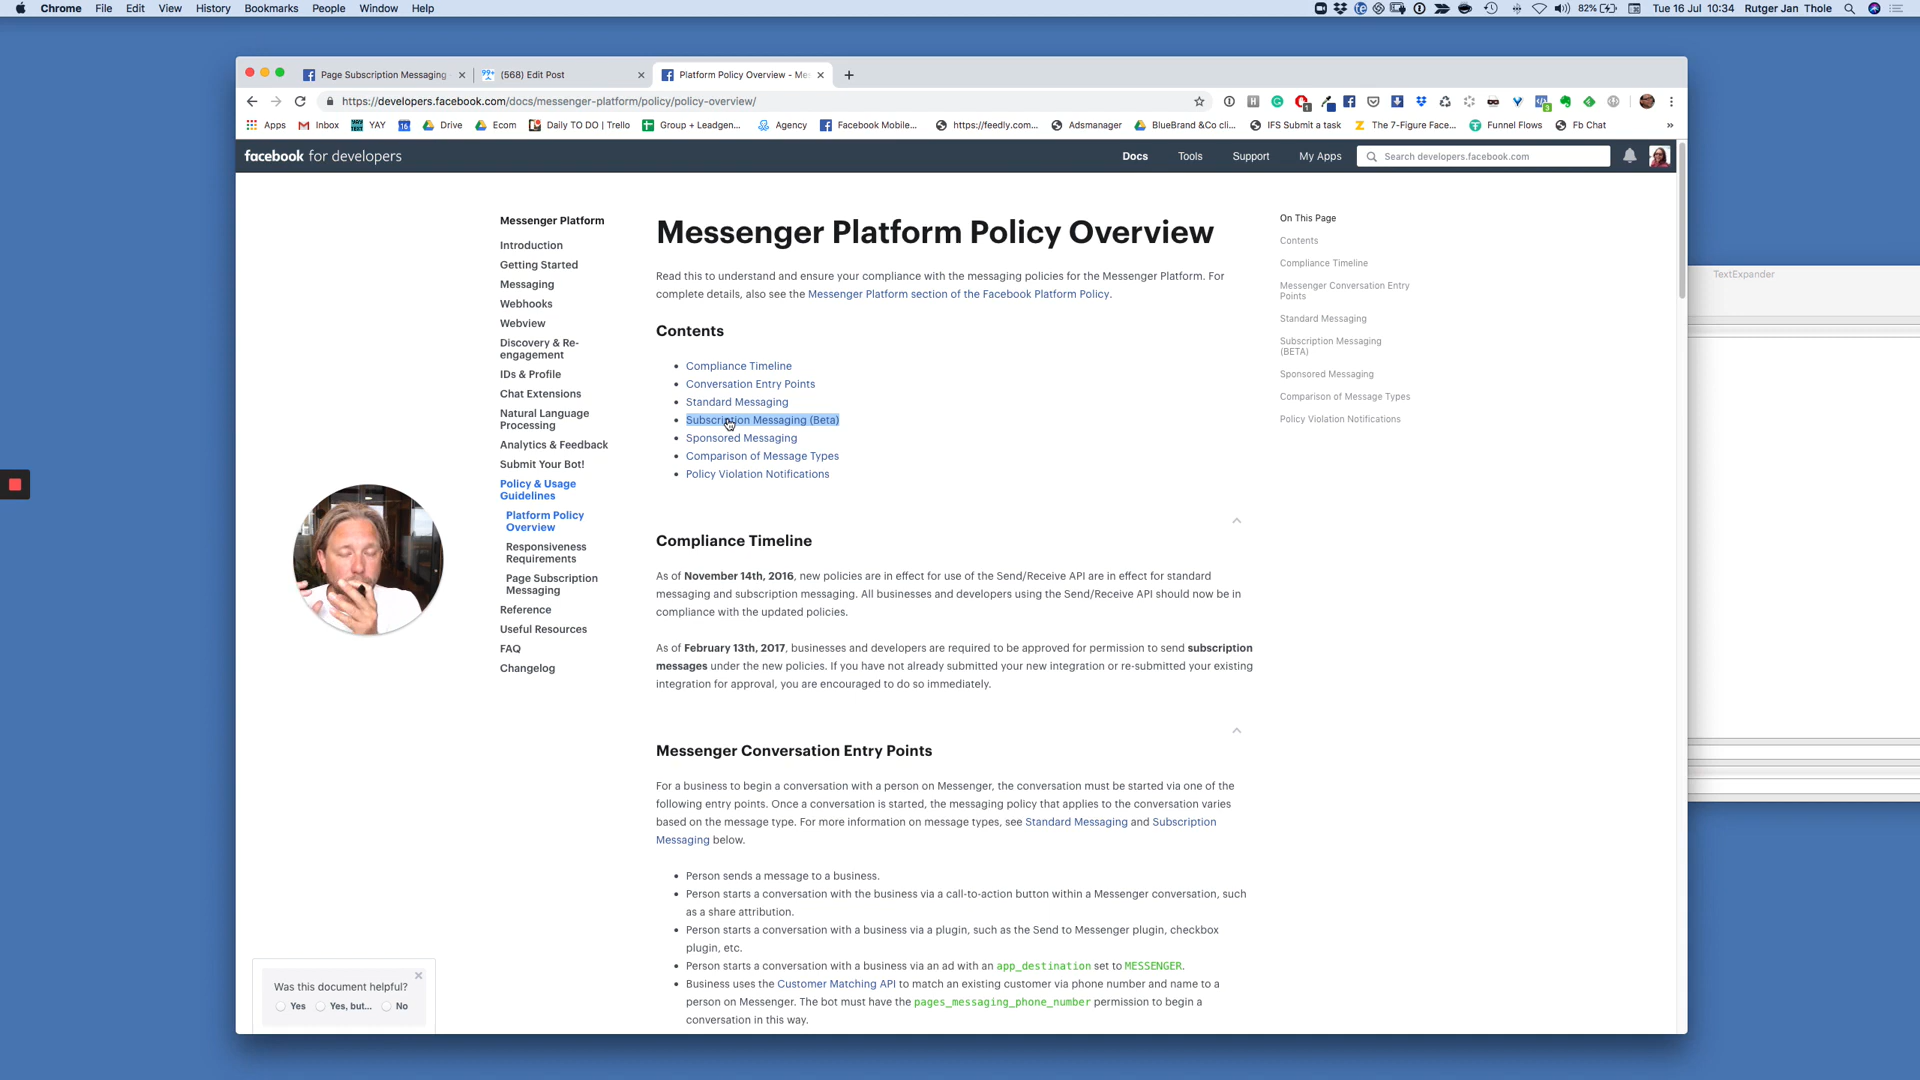 Chrome File Edit View History Bookmarks People Window Help
82% Tue 16 Jul 10:34 Rutger Jan Thole
Page Subscription Messaging
99+ (568) Edit Post
Platform Policy Overview - Me
https://developers.facebook.com/docs/messenger-platform/policy/policy-overview/
Apps Inbox YAY 16 Drive Ecom Daily TO DO | Trello Group + Leadgen... Agency Facebook Mobile... https://feedly.com... Adsmanager BlueBrand &Co cli... IFS Submit a task The 7-Figure Face... Funnel Flows Fb Chat »
facebook for developers
Docs Tools Support My Apps Search developers.facebook.com
TextExpander
Messenger Platform
Introduction
Getting Started
Messaging
Webhooks
Webview
Discovery & Re-
engagement
IDs & Profile
Chat Extensions
Natural Language
Processing
Analytics & Feedback
Submit Your Bot!
Policy & Usage
Guidelines
Platform Policy
Overview
Responsiveness
Requirements
Page Subscription
Messaging
Reference
Useful Resources
FAQ
Changelog
Messenger Platform Policy Overview
Read this to understand and ensure your compliance with the messaging policies for the Messenger Platform. For
complete details, also see the Messenger Platform section of the Facebook Platform Policy.
Contents
• Compliance Timeline
• Conversation Entry Points
• Standard Messaging
• Subscription Messaging (Beta)
• Sponsored Messaging
• Comparison of Message Types
• Policy Violation Notifications
Compliance Timeline
As of November 14th, 2016, new policies are in effect for use of the Send/Receive API are in effect for standard
messaging and subscription messaging. All businesses and developers using the Send/Receive API should now be in
compliance with the updated policies.
As of February 13th, 2017, businesses and developers are required to be approved for permission to send subscription
messages under the new policies. If you have not already submitted your new integration or re-submitted your existing
integration for approval, you are encouraged to do so immediately.
Messenger Conversation Entry Points
For a business to begin a conversation with a person on Messenger, the conversation must be started via one of the
following entry points. Once a conversation is started, the messaging policy that applies to the conversation varies
based on the message type. For more information on message types, see Standard Messaging and Subscription
Messaging below.
• Person sends a message to a business.
• Person starts a conversation with the business via a call-to-action button within a Messenger conversation, such
as a share attribution.
• Person starts a conversation with a business via a plugin, such as the Send to Messenger plugin, checkbox
plugin, etc.
• Person starts a conversation with a business via an ad with an app_destination set to MESSENGER.
• Business uses the Customer Matching API to match an existing customer via phone number and name to a
person on Messenger. The bot must have the pages_messaging_phone_number permission to begin a
conversation in this way.
On This Page
Contents
Compliance Timeline
Messenger Conversation Entry
Points
Standard Messaging
Subscription Messaging
(BETA)
Sponsored Messaging
Comparison of Message Types
Policy Violation Notifications
Was this document helpful?
Yes Yes, but... No